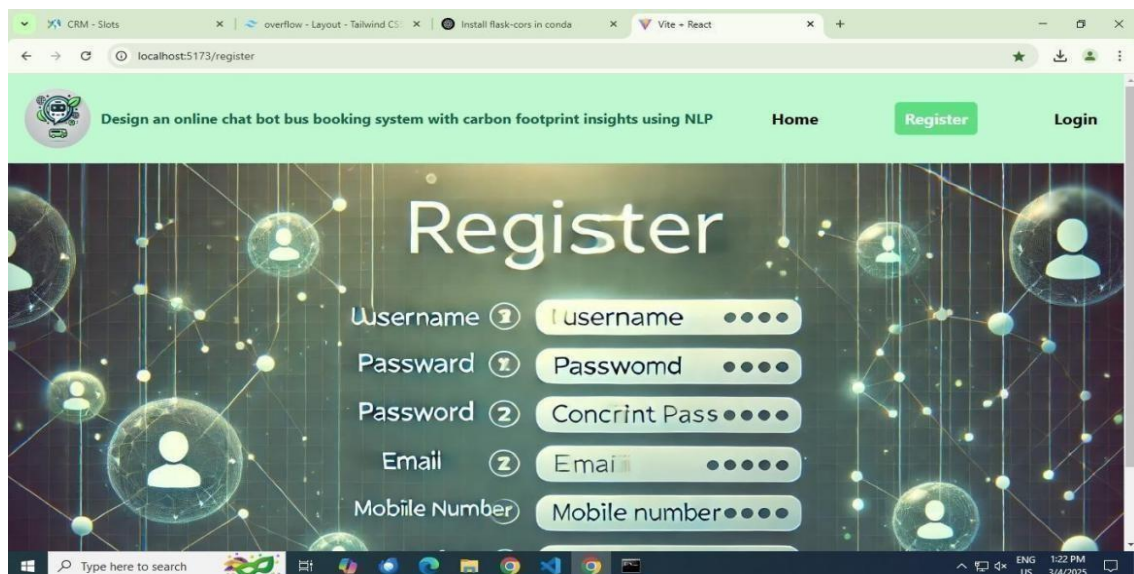 CRM - Slots
overflow - Layout - Tailwind CS
Install flask-cors in conda
Vite + React
localhost:5173/register
Design an online chat bot bus booking system with carbon footprint insights using NLP
Home
Register
Login
Register
Username username
Passward Passwomd
Password 2 Concrint Pass
Email 2 Emai
Mobiile Number Mobile number
Type here to search
ENG
US
1:22 PM
3/4/2025